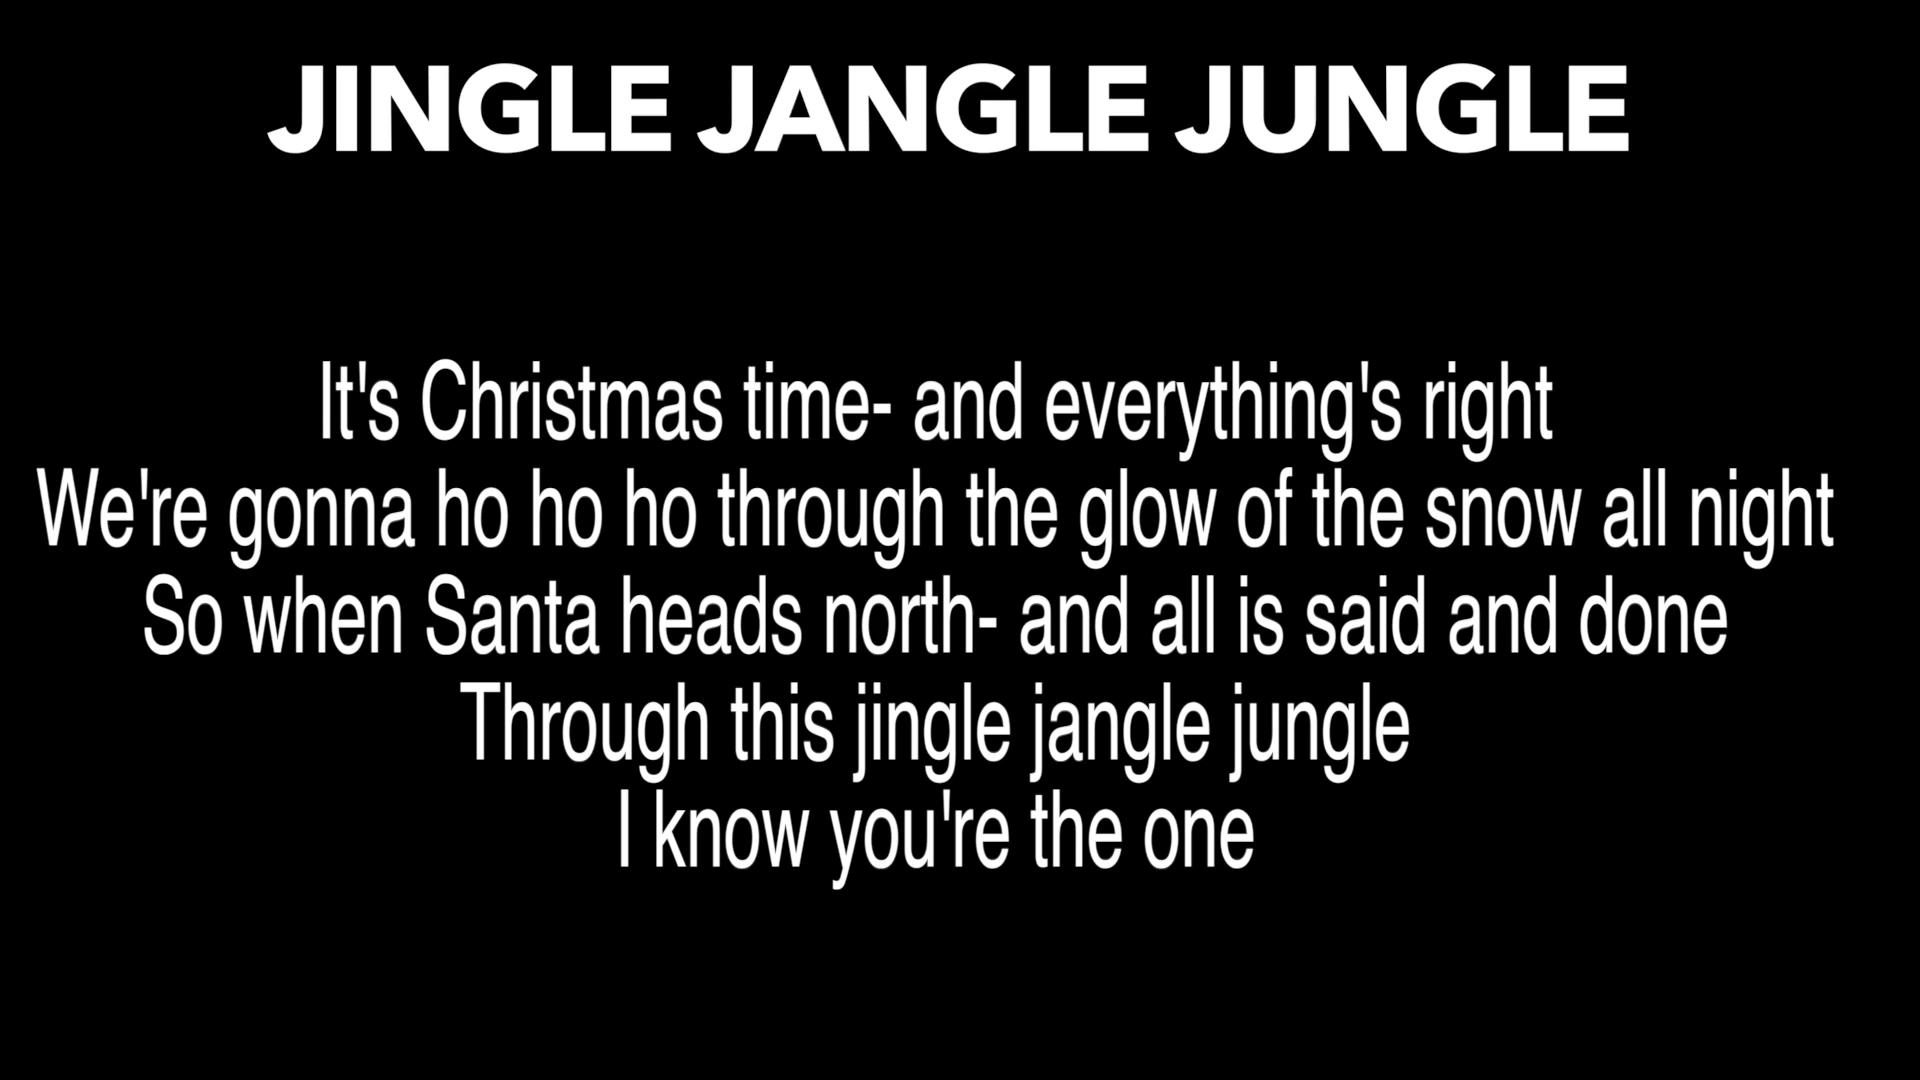 JINGLE JANGLE JUNGLE
It's Christmas time- and everything's right
We're gonna ho ho ho through the glow of the snow all night
So when Santa heads north- and all is said and done
Through this jingle jangle jungle
I know you're the one